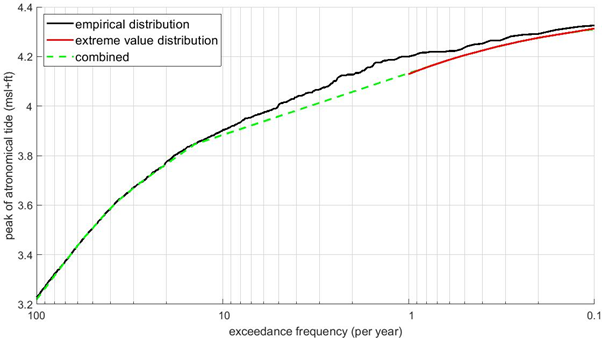 4.4
empirical distribution
extreme value distribution
combined
4.2
4
3.8
3.6
3.4
3.2
peak of atronomical tide (msl+ft)
100
10
1
0.1
exceedance frequency (per year)